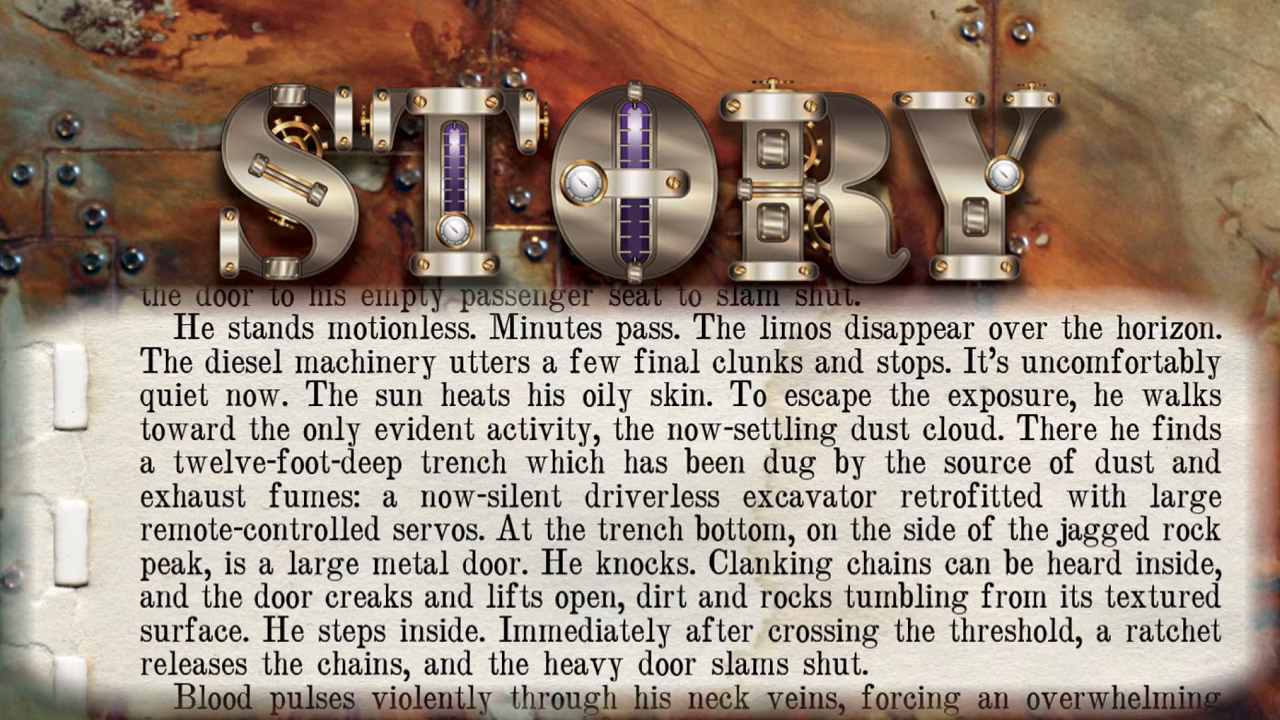 STORY
the door to his empty passenger seat to slam shut.
He stands motionless. Minutes pass. The limos disappear over the horizon.
The diesel machinery utters a few final clunks and stops. It’s uncomfortably
quiet now. The sun heats his oily skin. To escape the exposure, he walks
toward the only evident activity, the now-settling dust cloud. There he finds
a twelve-foot-deep trench which has been dug by the source of dust and
exhaust fumes: a now-silent driverless excavator retrofitted with large
remote-controlled servos. At the trench bottom, on the side of the jagged rock
peak, is a large metal door. He knocks. Clanking chains can be heard inside,
and the door creaks and lifts open, dirt and rocks tumbling from its textured
surface. He steps inside. Immediately after crossing the threshold, a ratchet
releases the chains, and the heavy door slams shut.
Blood pulses violently through his neck veins, forcing an overwhelming